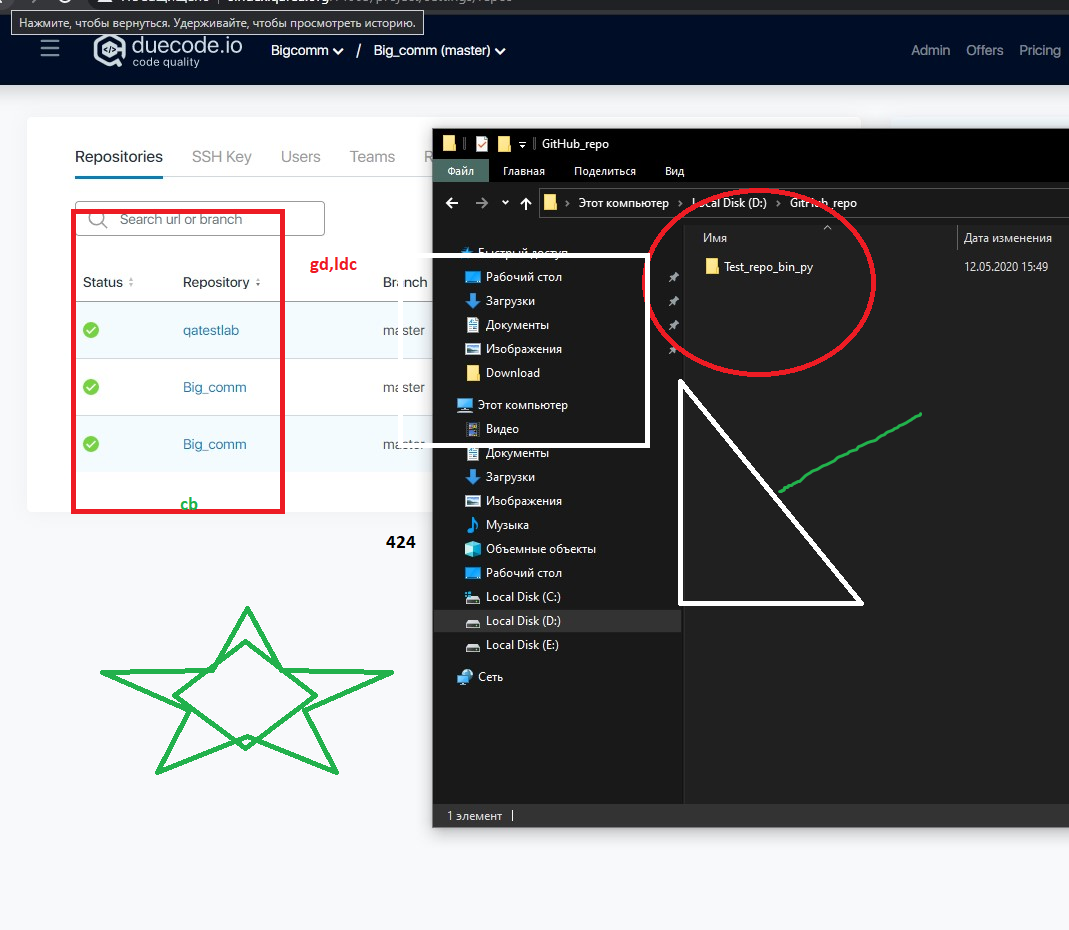 Нажмите, чтобы вернуться. Удерживайте, чтобы просмотреть историю.
duecode.io
code quality
Bigcomm / Big_comm (master)
Admin Offers Pricing
Repositories SSH Key Users Teams
Search url or branch
gd,ldc
Status Repository Branch
qatestlab master
Big_comm master
Big_comm master
cb
424
GitHub_repo
Файл Главная Поделиться Вид
Этот компьютер Local Disk (D:) GitHub_repo
Имя Дата изменения
Test_repo_bin_py 12.05.2020 15:49
Быстрый доступ
Рабочий стол
Загрузки
Документы
Изображения
Download
Этот компьютер
Видео
Документы
Загрузки
Изображения
Музыка
Объемные объекты
Рабочий стол
Local Disk (C:)
Local Disk (D:)
Local Disk (E:)
Сеть
1 элемент